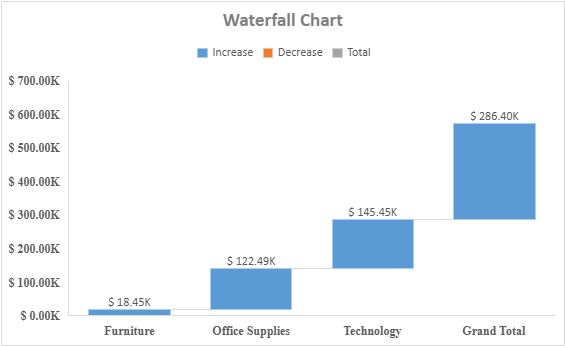 Waterfall Chart
Increase Decrease Total
$ 700.00K
$ 600.00K
$ 500.00K
$ 400.00K
$ 300.00K
$ 200.00K
$ 100.00K
$ 0.00K
$ 18.45K
$ 122.49K
$ 145.45K
$ 286.40K
Furniture Office Supplies Technology Grand Total